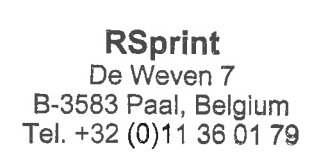 RSprint
De Weven 7
B-3583 Paal, Belgium
Tel. +32 (0)11 36 01 79